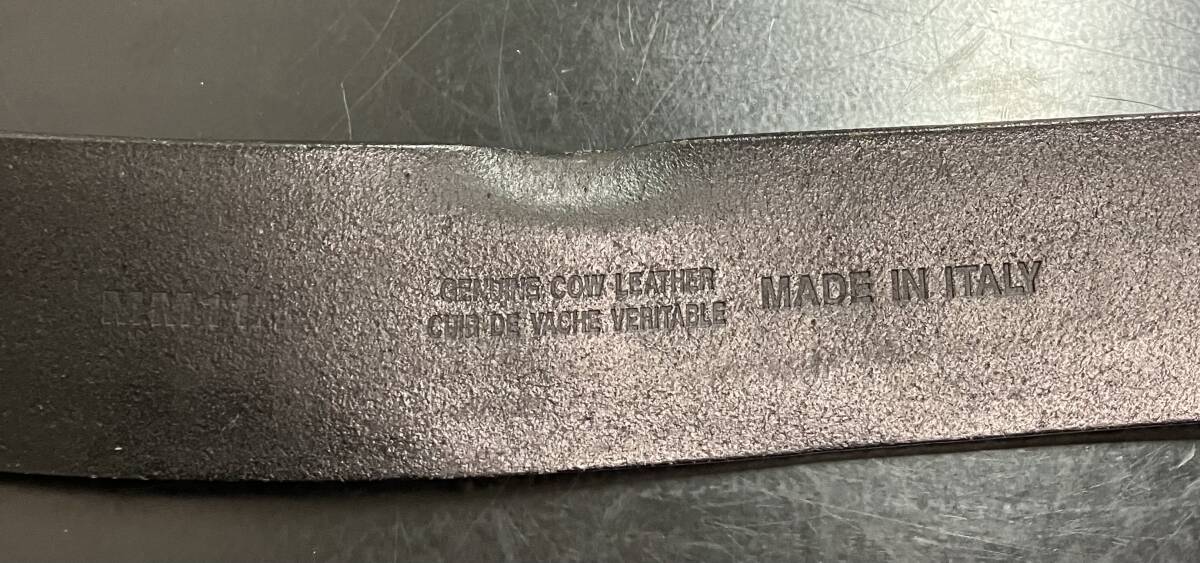 GENUINE COW LEATHER
CUIR DE VACHE VERITABLE
MADE IN ITALY